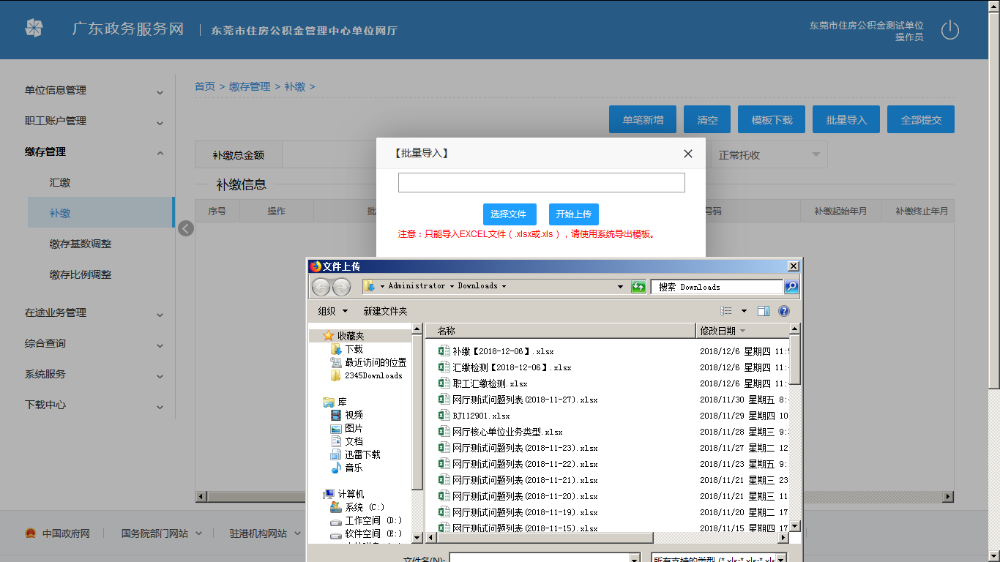 广东政务服务网
东莞市住房公积金管理中心单位网厅
东莞市住房公积金测试单位
操作员
单位信息管理
职工账户管理
缴存管理
汇缴
补缴
缴存基数调整
缴存比例调整
在途业务管理
综合查询
系统服务
下载中心
首页 > 缴存管理 > 补缴 >
单笔新增 清空 模板下载 批量导入 全部提交
补缴总金额
正常托收
补缴信息
序号 操作 号码 补缴起始年月 补缴终止年月
【批量导入】
选择文件 开始上传
注意：只能导入EXCEL文件（.xlsx或.xls），请使用系统导出模板。
文件上传
Administrator Downloads
搜索 Downloads
组织 新建文件夹
收藏夹
下载
最近访问的位置
2345Downloads
库
视频
图片
文档
迅雷下载
音乐
计算机
系统 (C:)
工作空间 (D:)
软件空间 (E:)
名称 修改日期
补缴【2018-12-06】.xlsx 2018/12/6 星期四 11:
汇缴检测【2018-12-06】.xlsx 2018/12/6 星期四 11:
职工汇缴检测.xlsx 2018/12/6 星期四 11:
网厅测试问题列表(2018-11-27).xlsx 2018/11/30 星期五 8:
BJ112901.xlsx 2018/11/29 星期四 10
网厅核心单位业务类型.xlsx 2018/11/28 星期三 9:
网厅测试问题列表(2018-11-23).xlsx 2018/11/27 星期二 12
网厅测试问题列表(2018-11-22).xlsx 2018/11/23 星期五 9:
网厅测试问题列表(2018-11-21).xlsx 2018/11/21 星期三 23
网厅测试问题列表(2018-11-20).xlsx 2018/11/21 星期三 11
网厅测试问题列表(2018-11-19).xlsx 2018/11/20 星期二 17
网厅测试问题列表(2018-11-15).xlsx 2018/11/15 星期四 17
文件名(N):
所有支持的类型 (*.xls;*.xls;*.xls
中国政府网 国务院部门网站 驻港机构网站